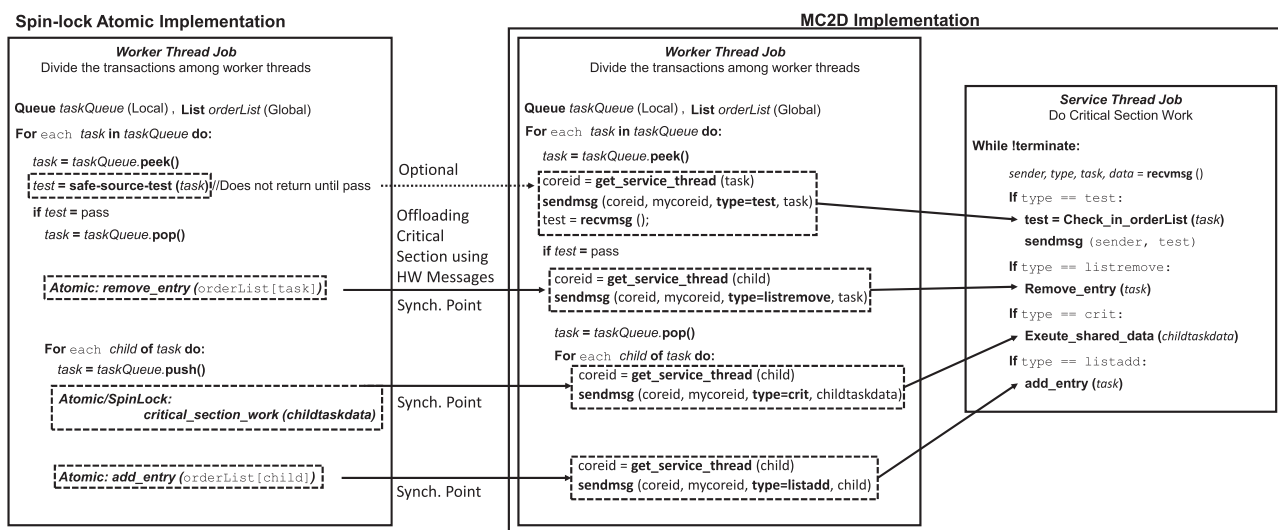 Spin-lock Atomic Implementation
Worker Thread Job
Divide the transactions among worker threads
Queue taskQueue (Local) , List orderList (Global)
For each task in taskQueue do:
task = taskQueue.peek()
test = safe-source-test (task) //Does not return until pass
if test = pass
task = taskQueue.pop()
Atomic: remove_entry (orderList[task])
For each child of task do:
task = taskQueue.push()
Atomic/SpinLock:
critical_section_work (childtaskdata)
Atomic: add_entry (orderList[child])
Optional
Offloading
Critical
Section using
HW Messages
Synch. Point
Synch. Point
Synch. Point
MC2D Implementation
Worker Thread Job
Divide the transactions among worker threads
Queue taskQueue (Local) , List orderList (Global)
For each task in taskQueue do:
task = taskQueue.peek()
coreid = get_service_thread (task)
sendmsg (coreid, mycoreid, type=test, task)
test = recvmsg ();
if test = pass
coreid = get_service_thread (child)
sendmsg (coreid, mycoreid, type=listremove, task)
task = taskQueue.pop()
For each child of task do:
coreid = get_service_thread (child)
sendmsg (coreid, mycoreid, type=crit, childtaskdata)
coreid = get_service_thread (child)
sendmsg (coreid, mycoreid, type=listadd, child)
Service Thread Job
Do Critical Section Work
While !terminate:
sender, type, task, data = recvmsg ()
If type == test:
test = Check_in_orderList (task)
sendmsg (sender, test)
If type == listremove:
Remove_entry (task)
If type == crit:
Exeute_shared_data (childtaskdata)
If type == listadd:
add_entry (task)